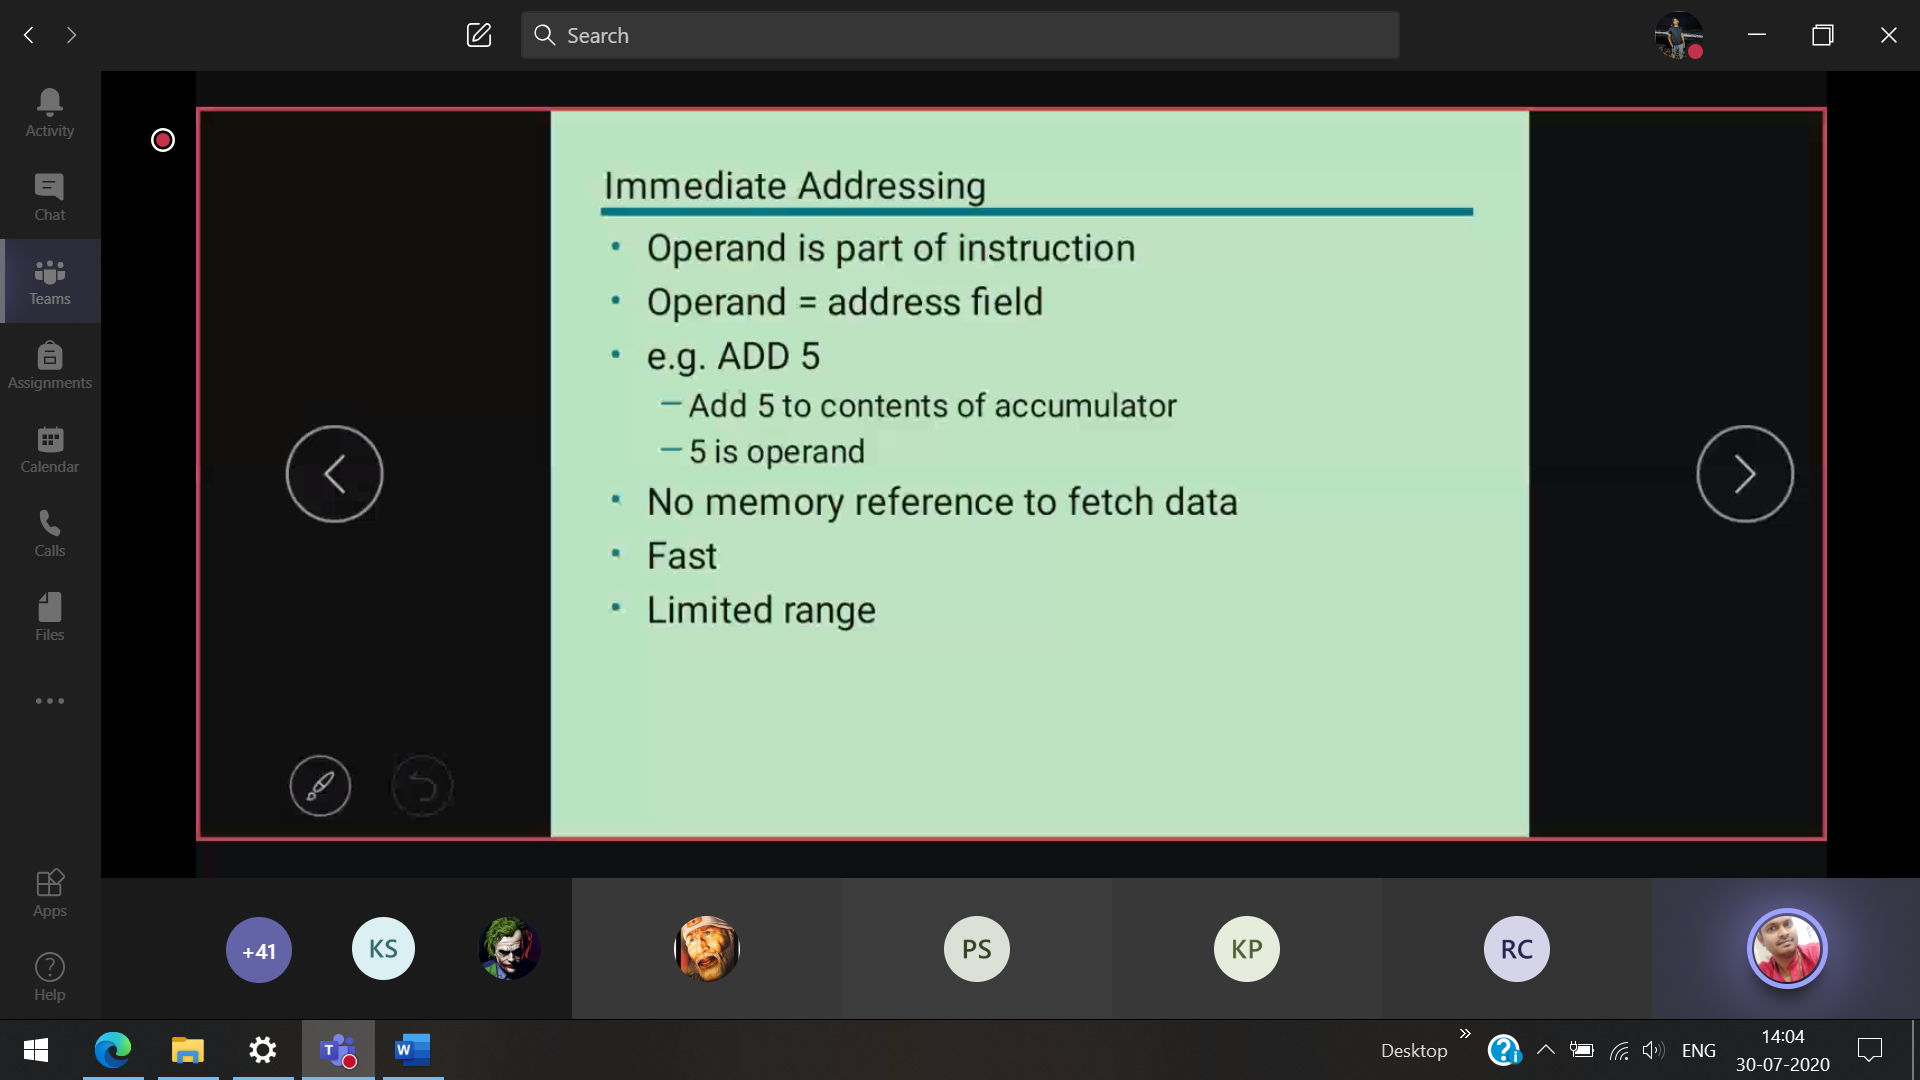 Search
Activity
Chat
Teams
Assignments
Calendar
Calls
Files
Apps
Help
Immediate Addressing
• Operand is part of instruction
• Operand = address field
• e.g. ADD 5
– Add 5 to contents of accumulator
– 5 is operand
• No memory reference to fetch data
• Fast
• Limited range
+41
KS
PS
KP
RC
T
W
Desktop
ENG
14:04
30-07-2020